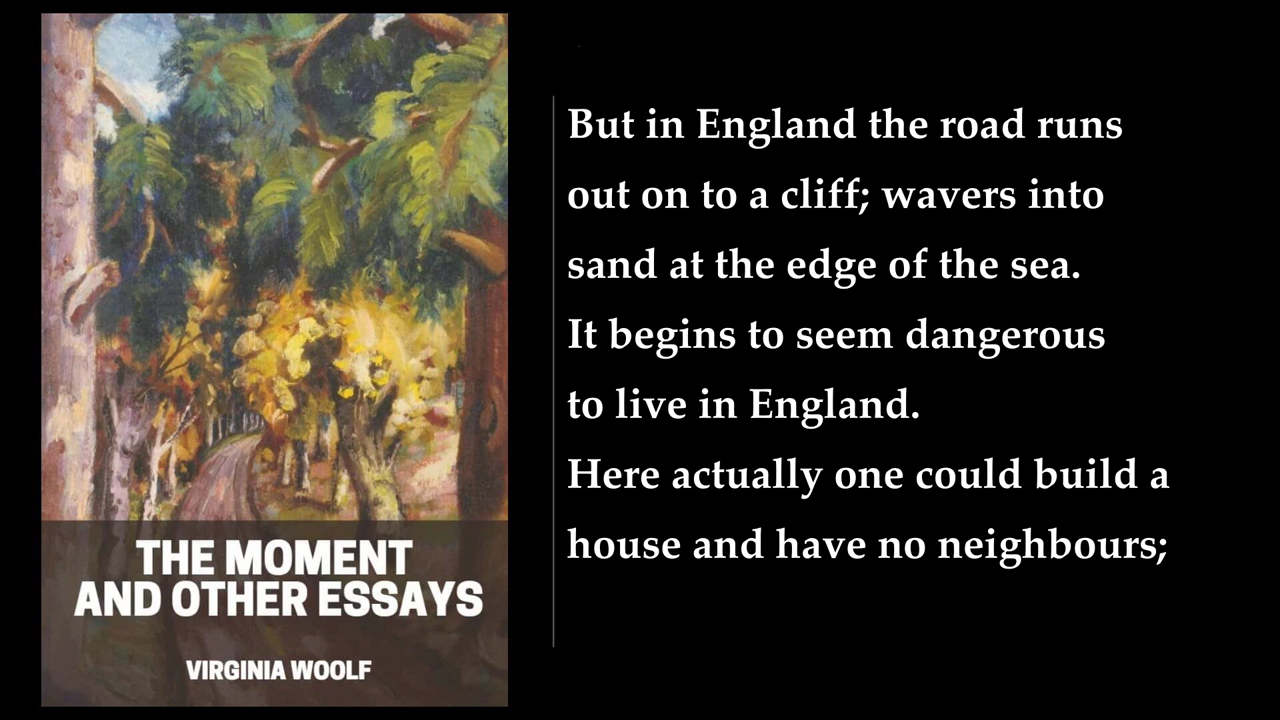 THE MOMENT
AND OTHER ESSAYS
VIRGINIA WOOLF
But in England the road runs
out on to a cliff; wavers into
sand at the edge of the sea.
It begins to seem dangerous
to live in England.
Here actually one could build a
house and have no neighbours;